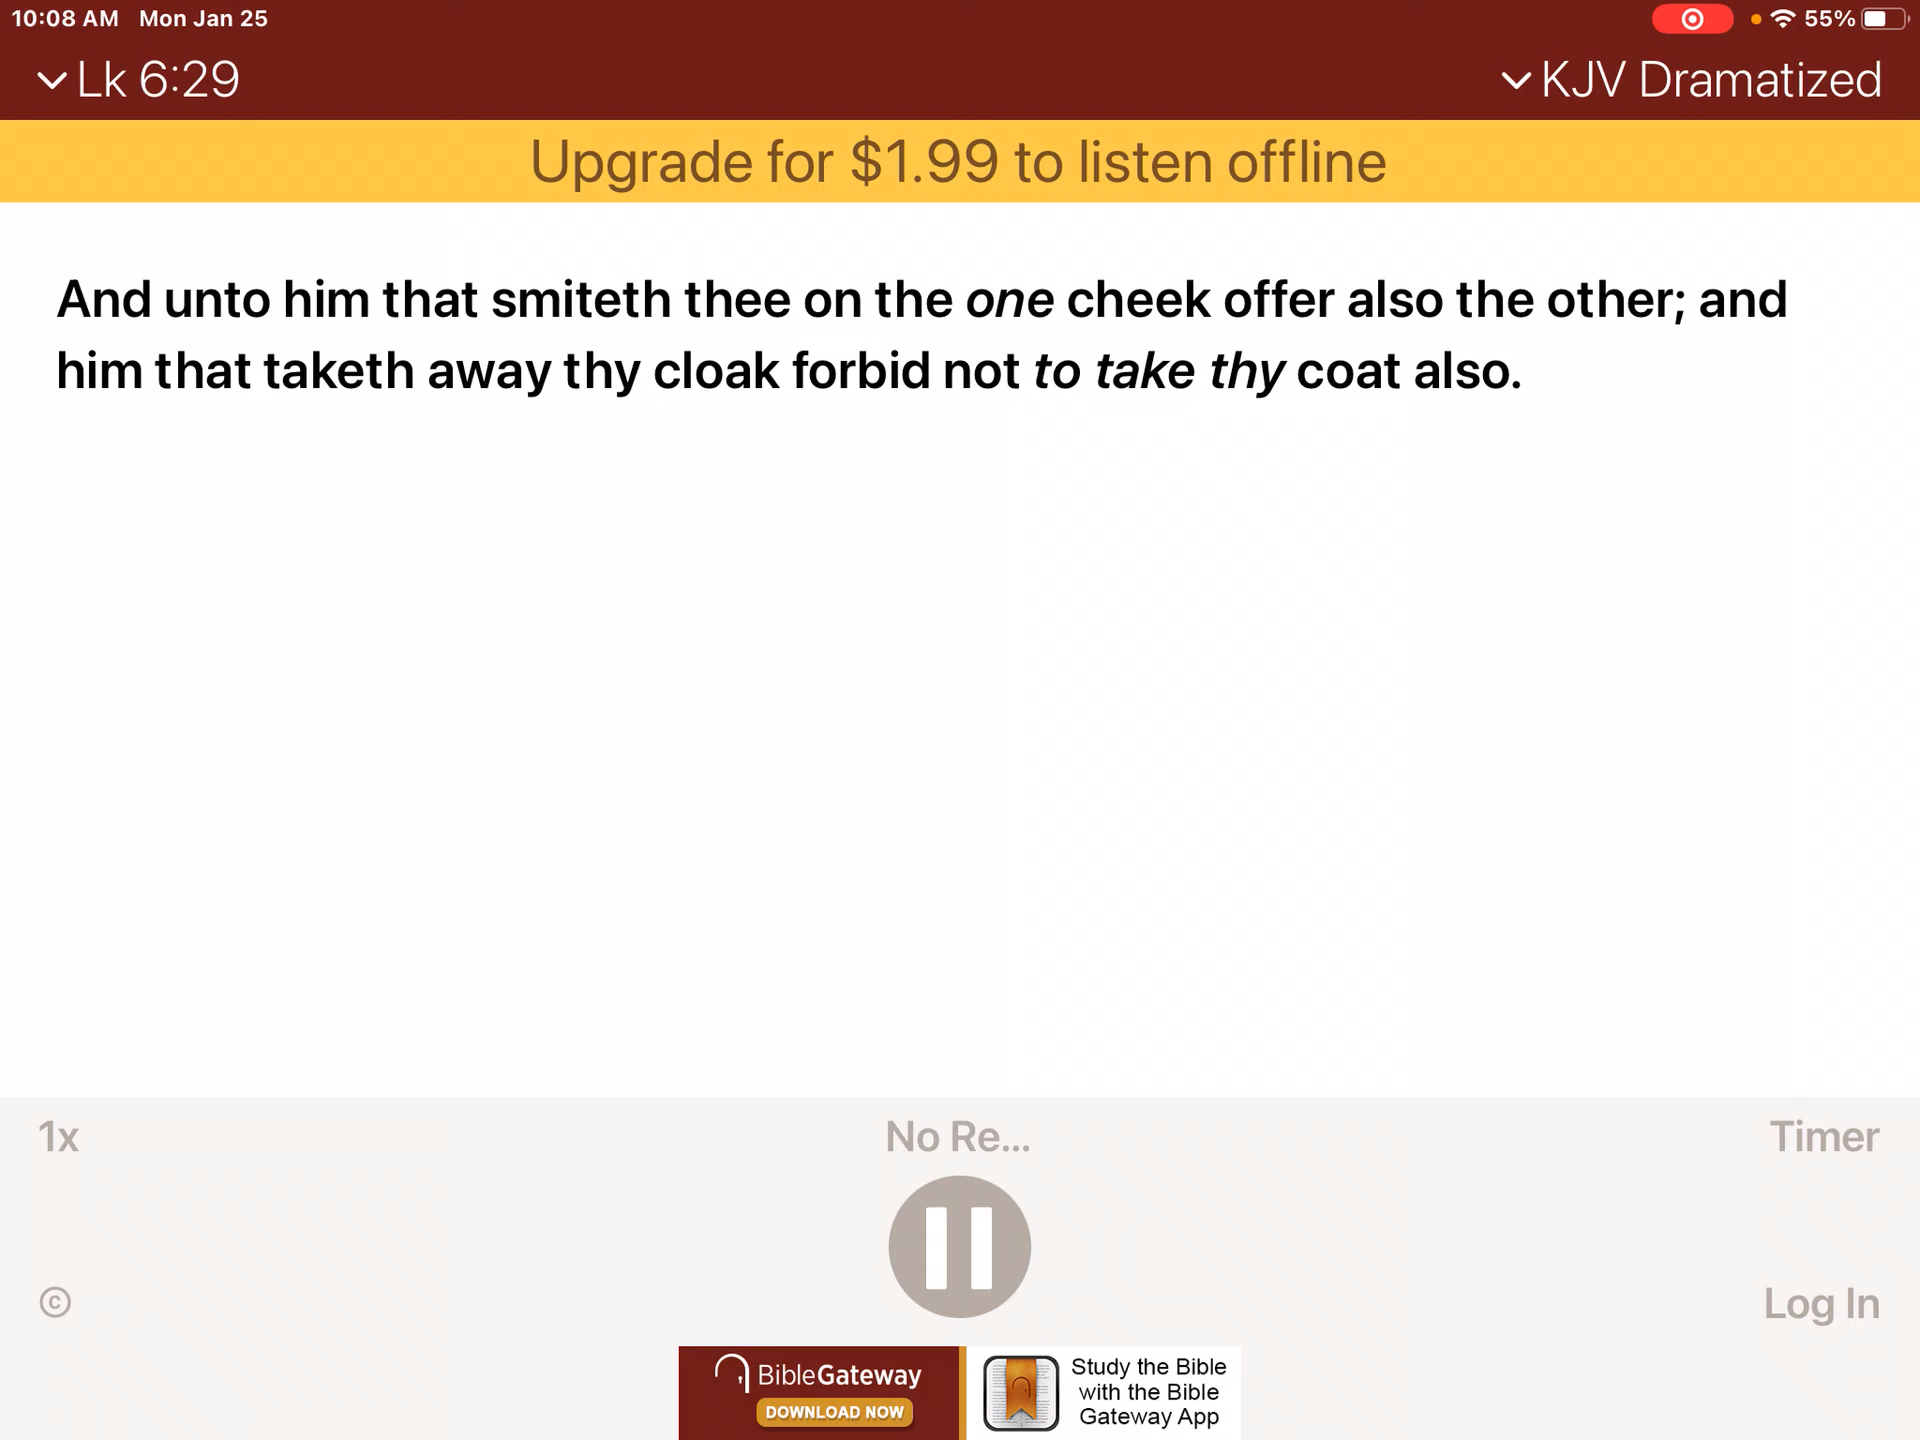 10:08 AM Mon Jan 25
55%
Lk 6:29
KJV Dramatized
Upgrade for $1.99 to listen offline
And unto him that smiteth thee on the one cheek offer also the other; and
him that taketh away thy cloak forbid not to take thy coat also.
1x
No Re...
Timer
©
Log In
BibleGateway
DOWNLOAD NOW
Study the Bible
with the Bible
Gateway App